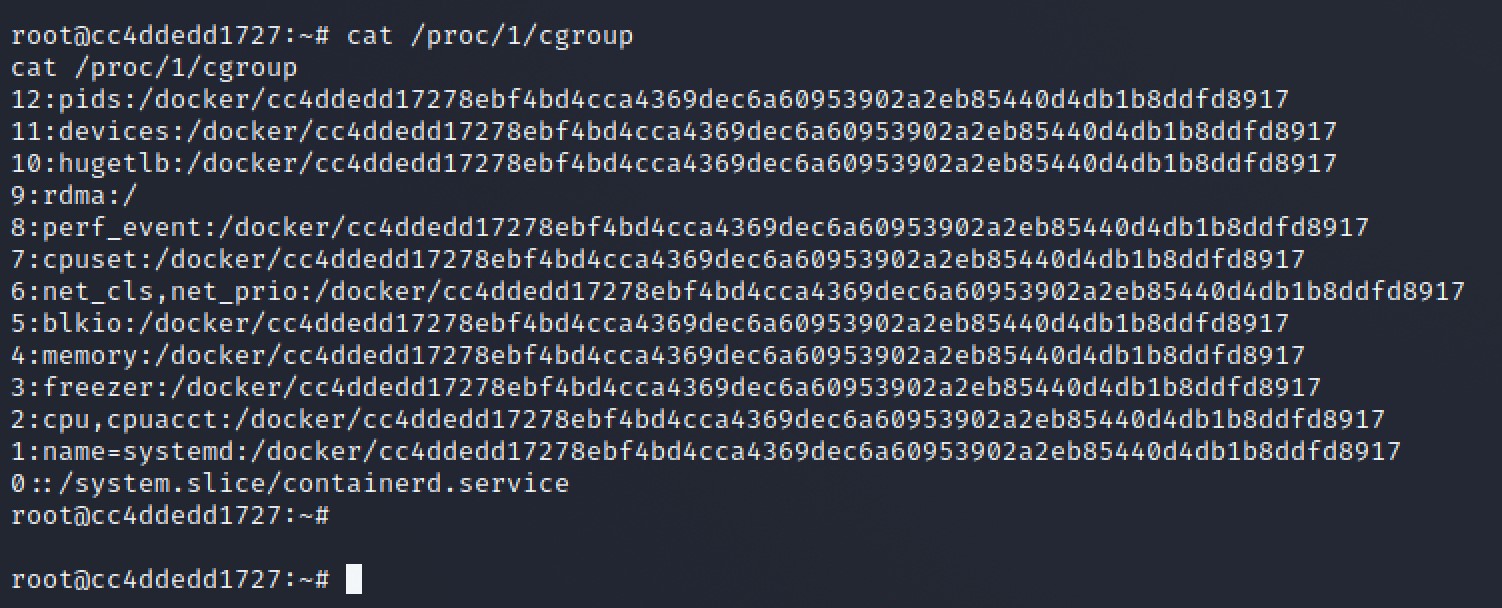 root@cc4ddedd1727:~# cat /proc/1/cgroup
cat /proc/1/cgroup
12:pids:/docker/cc4ddedd17278ebf4bd4cca4369dec6a60953902a2eb85440d4db1b8ddfd8917
11:devices:/docker/cc4ddedd17278ebf4bd4cca4369dec6a60953902a2eb85440d4db1b8ddfd8917
10:hugetlb:/docker/cc4ddedd17278ebf4bd4cca4369dec6a60953902a2eb85440d4db1b8ddfd8917
9:rdma:/
8:perf_event:/docker/cc4ddedd17278ebf4bd4cca4369dec6a60953902a2eb85440d4db1b8ddfd8917
7:cpuset:/docker/cc4ddedd17278ebf4bd4cca4369dec6a60953902a2eb85440d4db1b8ddfd8917
6:net_cls,net_prio:/docker/cc4ddedd17278ebf4bd4cca4369dec6a60953902a2eb85440d4db1b8ddfd8917
5:blkio:/docker/cc4ddedd17278ebf4bd4cca4369dec6a60953902a2eb85440d4db1b8ddfd8917
4:memory:/docker/cc4ddedd17278ebf4bd4cca4369dec6a60953902a2eb85440d4db1b8ddfd8917
3:freezer:/docker/cc4ddedd17278ebf4bd4cca4369dec6a60953902a2eb85440d4db1b8ddfd8917
2:cpu,cpuacct:/docker/cc4ddedd17278ebf4bd4cca4369dec6a60953902a2eb85440d4db1b8ddfd8917
1:name=systemd:/docker/cc4ddedd17278ebf4bd4cca4369dec6a60953902a2eb85440d4db1b8ddfd8917
0::/system.slice/containerd.service
root@cc4ddedd1727:~#
root@cc4ddedd1727:~#